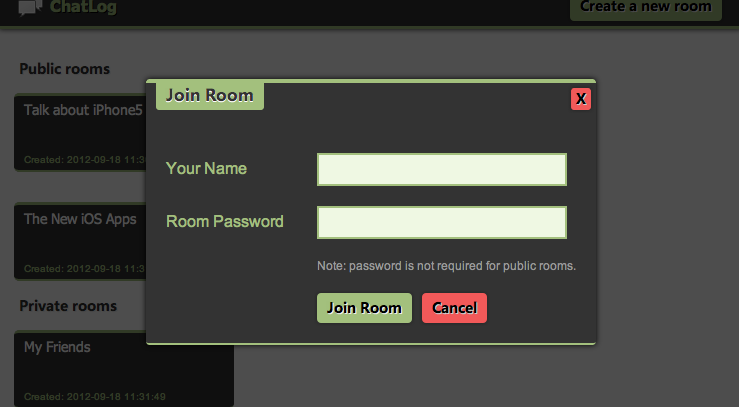 ChatLog
Create a new room
Public rooms
Talk about iPhone5
Created: 2012-09-18 11:3
The New iOS Apps
Created: 2012-09-18 11:3
Private rooms
My Friends
Created: 2012-09-18 11:31:49
Join Room
X
Your Name
Room Password
Note: password is not required for public rooms.
Join Room
Cancel